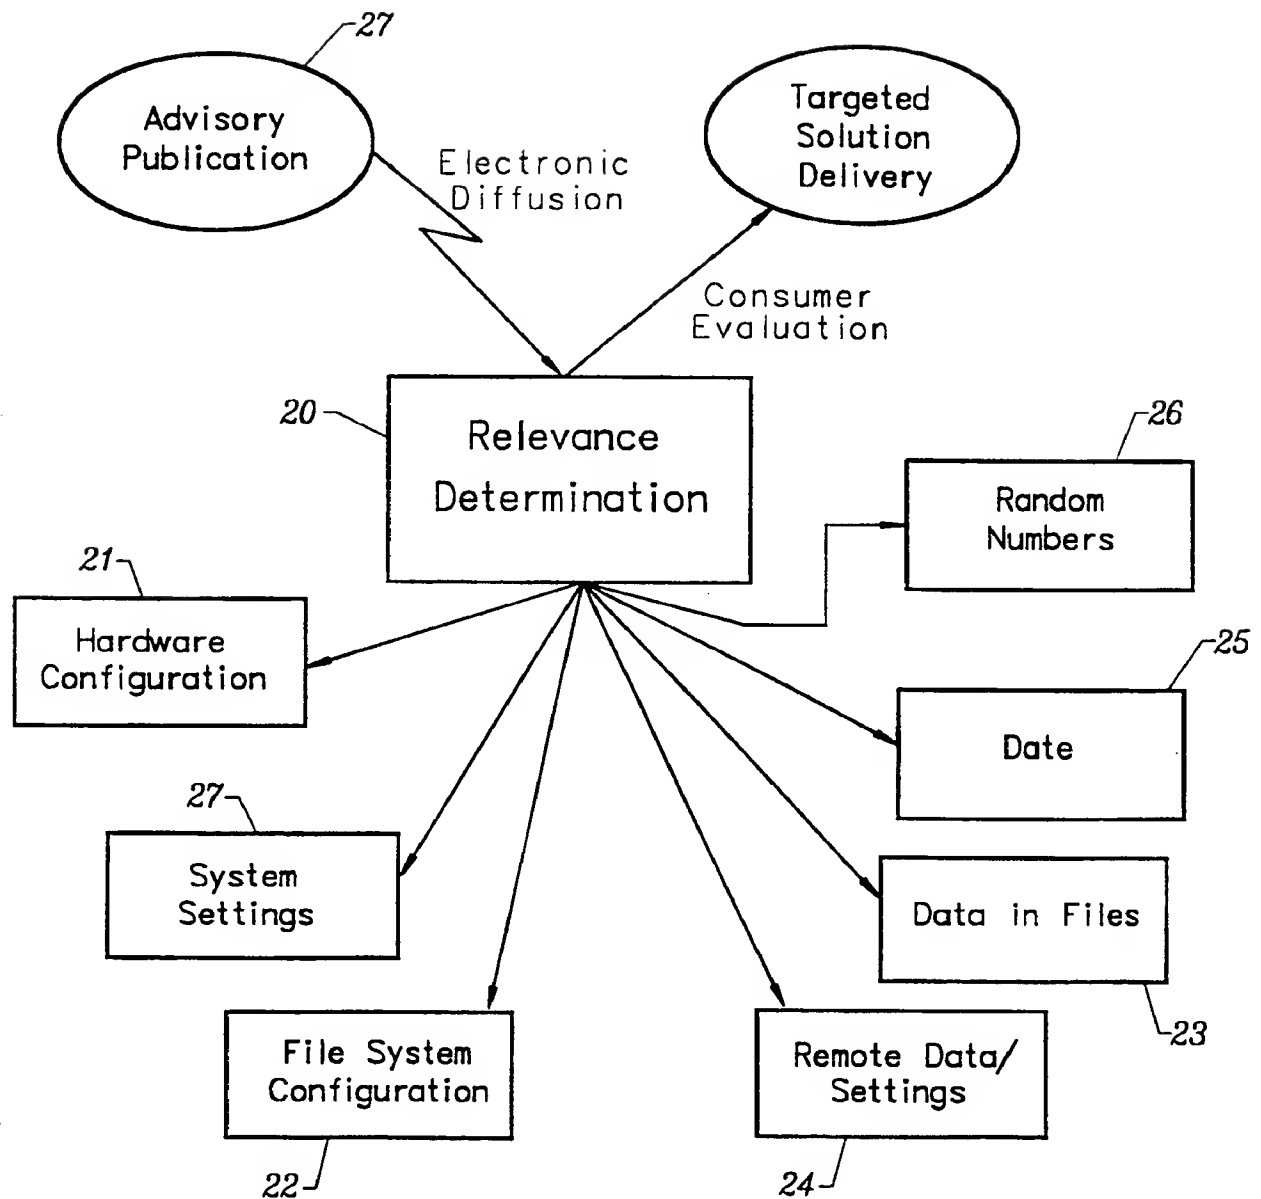 27
Advisory
Publication
Targeted
Solution
Delivery
Electronic
Diffusion
Consumer
Evaluation
20
Relevance
Determination
26
Random
Numbers
21
Hardware
Configuration
25
Date
27
System
Settings
Data in Files
23
File System
Configuration
22
Remote Data/
Settings
24